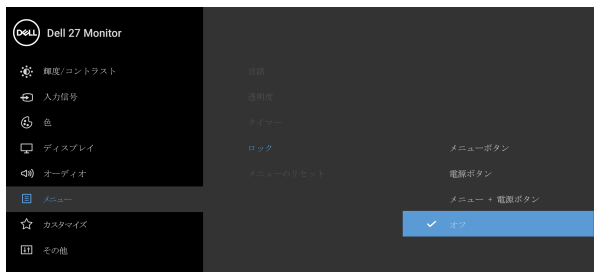 DELL Dell 27 Monitor
輝度/コントラスト
入力信号
色
ディスプレイ
オーディオ
メニュー
カスタマイズ
その他
言語
透明度
タイマー
ロック
メニューのリセット
メニューボタン
電源ボタン
メニュー + 電源ボタン
オフ